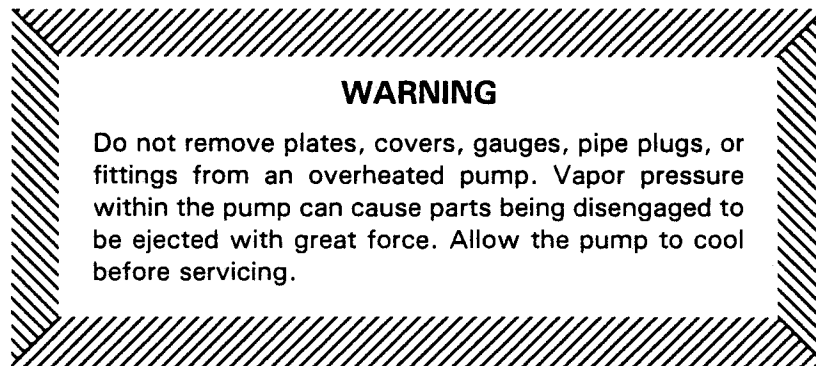 WARNING
Do not remove plates, covers, gauges, pipe plugs, or
fittings from an overheated pump. Vapor pressure
within the pump can cause parts being disengaged to
be ejected with great force. Allow the pump to cool
before servicing.